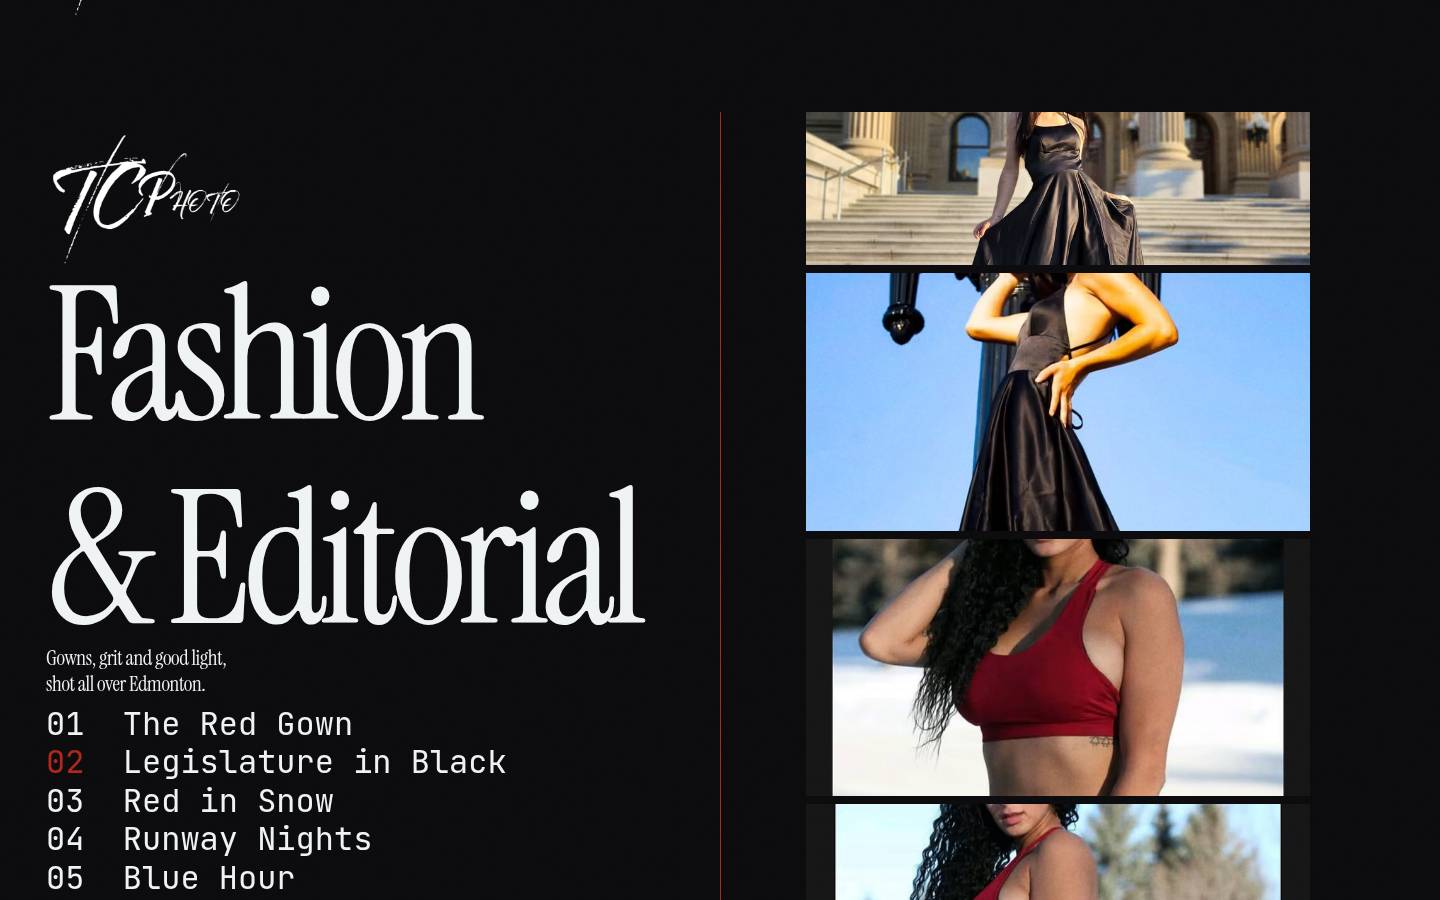 TCPHOTO
Fashion
& Editorial
Gowns, grit and good light,
shot all over Edmonton.
01 The Red Gown
02 Legislature in Black
03 Red in Snow
04 Runway Nights
05 Blue Hour